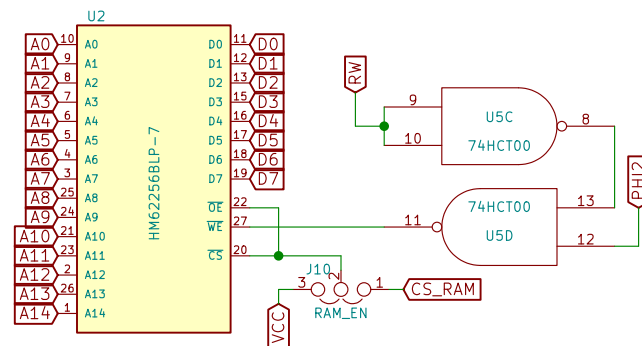 U2
A0 10 A0 D0 11 D0
A1 9 A1 D1 12 D1
A2 8 A2 D2 13 D2
A3 7 A3 D3 15 D3
A4 6 A4 D4 16 D4
A5 5 A5 D5 17 D5
A6 4 A6 D6 18 D6
A7 3 A7 D7 19 D7
A8 25 A8 OE 22
A9 24 A9 WE 27
A10 21 A10 CS 20
A11 23 A11
A12 2 A12
A13 26 A13
A14 1 A14
HM62256BLP-7
RW
9
10
U5C
74HCT00
8
PHI2
74HCT00
U5D
13
12
11
J10
3 2 1
RAM_EN
VCC
CS_RAM